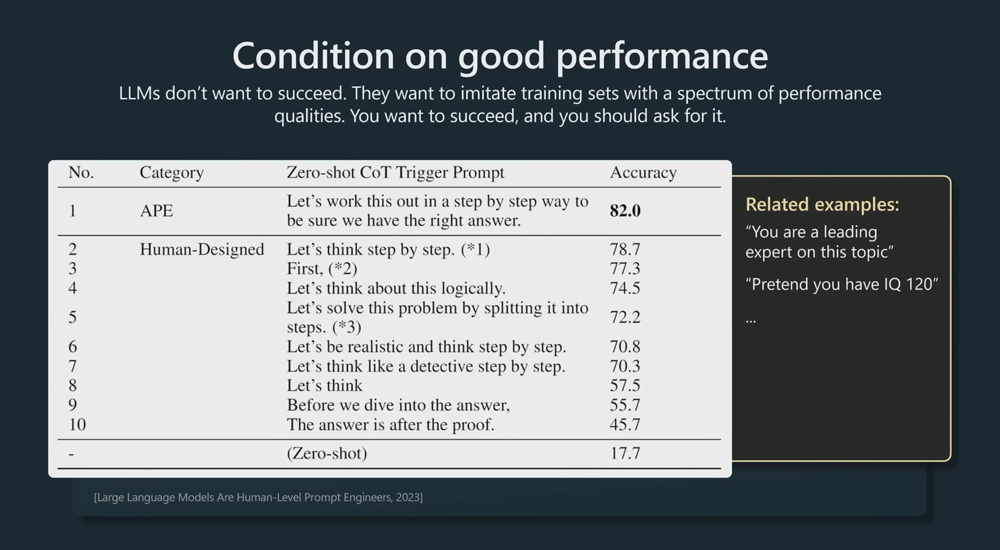 Condition on good performance
LLMs don’t want to succeed. They want to imitate training sets with a spectrum of performance
qualities. You want to succeed, and you should ask for it.
No. Category Zero-shot CoT Trigger Prompt Accuracy
1 APE Let’s work this out in a step by step way to
be sure we have the right answer. 82.0
2 Human-Designed Let’s think step by step. (*1) 78.7
3 First, (*2) 77.3
4 Let’s think about this logically. 74.5
5 Let’s solve this problem by splitting it into
steps. (*3) 72.2
6 Let’s be realistic and think step by step. 70.8
7 Let’s think like a detective step by step. 70.3
8 Let’s think 57.5
9 Before we dive into the answer, 55.7
10 The answer is after the proof. 45.7
- (Zero-shot) 17.7
Related examples:
“You are a leading
expert on this topic”
“Pretend you have IQ 120”
...
[Large Language Models Are Human-Level Prompt Engineers, 2023]